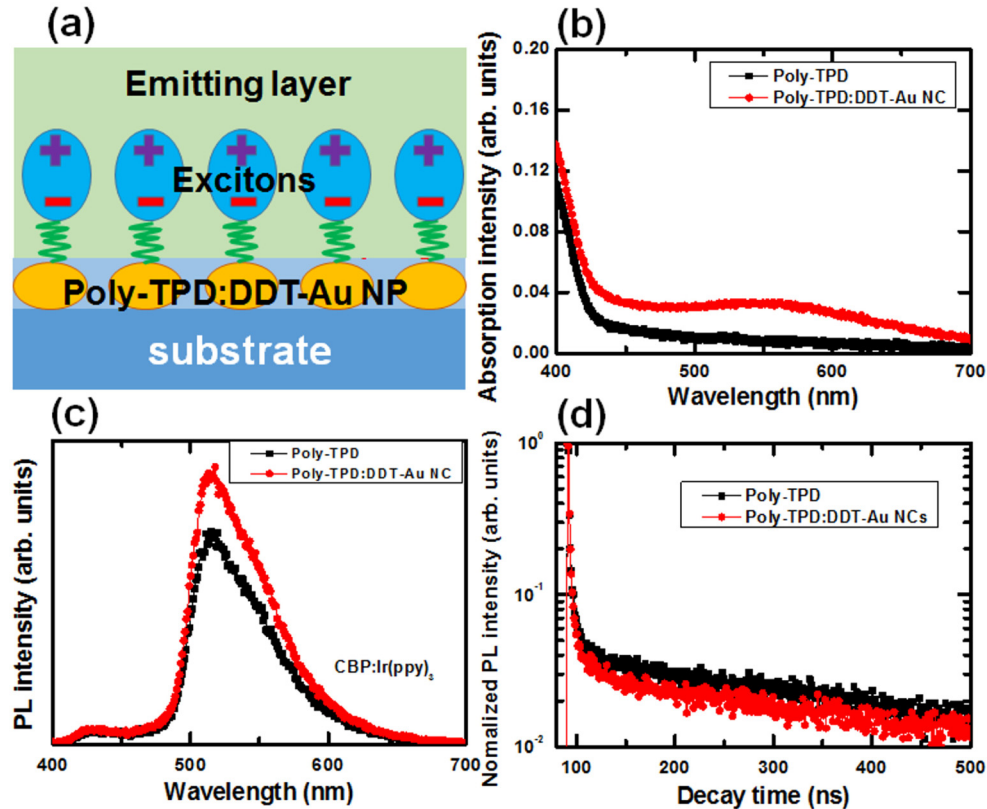 (a)
Emitting layer
+ + + + +
Excitons
Poly-TPD:DDT-Au NP
substrate
(b)
Absorption intensity (arb. units)
0.20
0.16
0.12
0.08
0.04
0.00
Poly-TPD
Poly-TPD:DDT-Au NC
400 500 600 700
Wavelength (nm)
(c)
PL intensity (arb. units)
Poly-TPD
Poly-TPD:DDT-Au NC
CBP:Ir(ppy)₃
400 450 500 550 600 650 700
Wavelength (nm)
(d)
Normalized PL intensity (arb. units)
10⁰
10⁻¹
10⁻²
Poly-TPD
Poly-TPD:DDT-Au NCs
100 200 300 400 500
Decay time (ns)